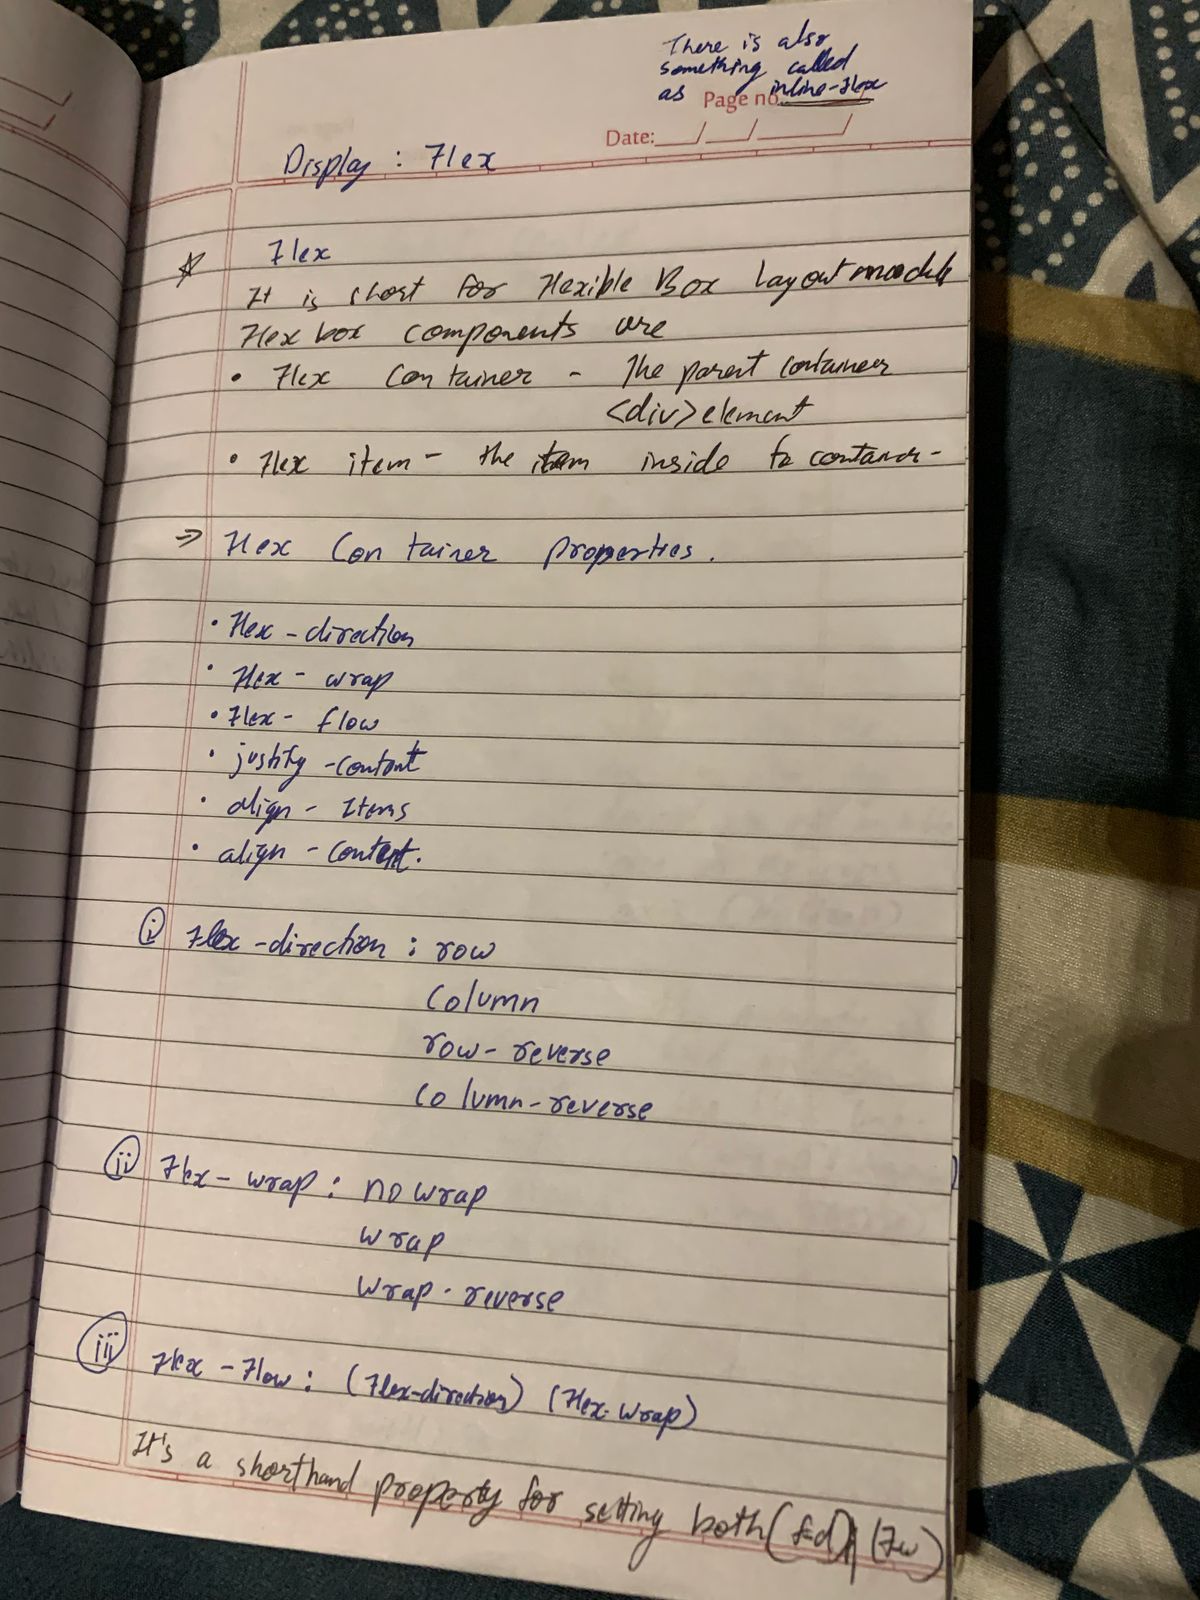 There is also
something called
as inline-flex
Page no.
Date:
Display : Flex
Flex
It is short for Flexible Box Layout module
Flex box components are
• Flex Container - The parent container
<div> element
• Flex item - the item inside to container-
⇒ Flex Container properties.
• Flex-direction
• Flex-wrap
• Flex-flow
• justify-content
• align-Items
• align-content.
i Flex-direction : row
Column
row-reverse
Column-reverse
ii Flex-wrap : nowrap
wrap
Wrap-reverse
iii Flex-Flow : (Flex-direction) (Flex-wrap)
It's a shorthand property for setting both (f-d) (Fw)